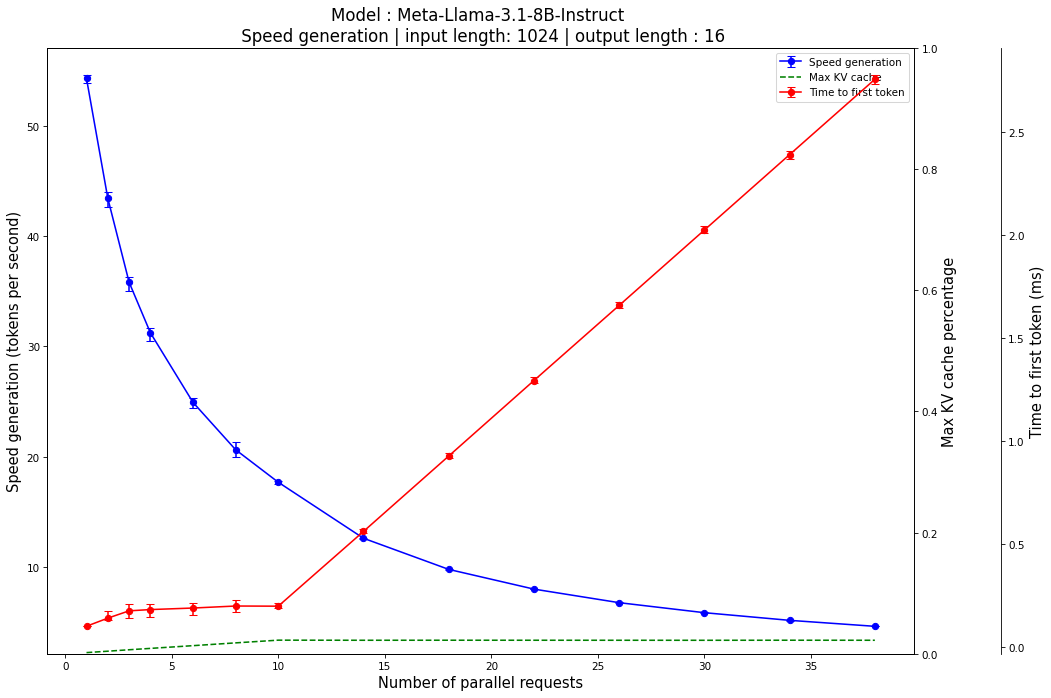 Model : Meta-Llama-3.1-8B-Instruct
Speed generation | input length: 1024 | output length : 16
Speed generation
Max KV cache
Time to first token
Speed generation (tokens per second)
50
40
30
20
10
0
5
10
15
20
25
30
35
Number of parallel requests
1.0
0.8
0.6
0.4
0.2
0.0
Max KV cache percentage
2.5
2.0
1.5
1.0
0.5
0.0
Time to first token (ms)